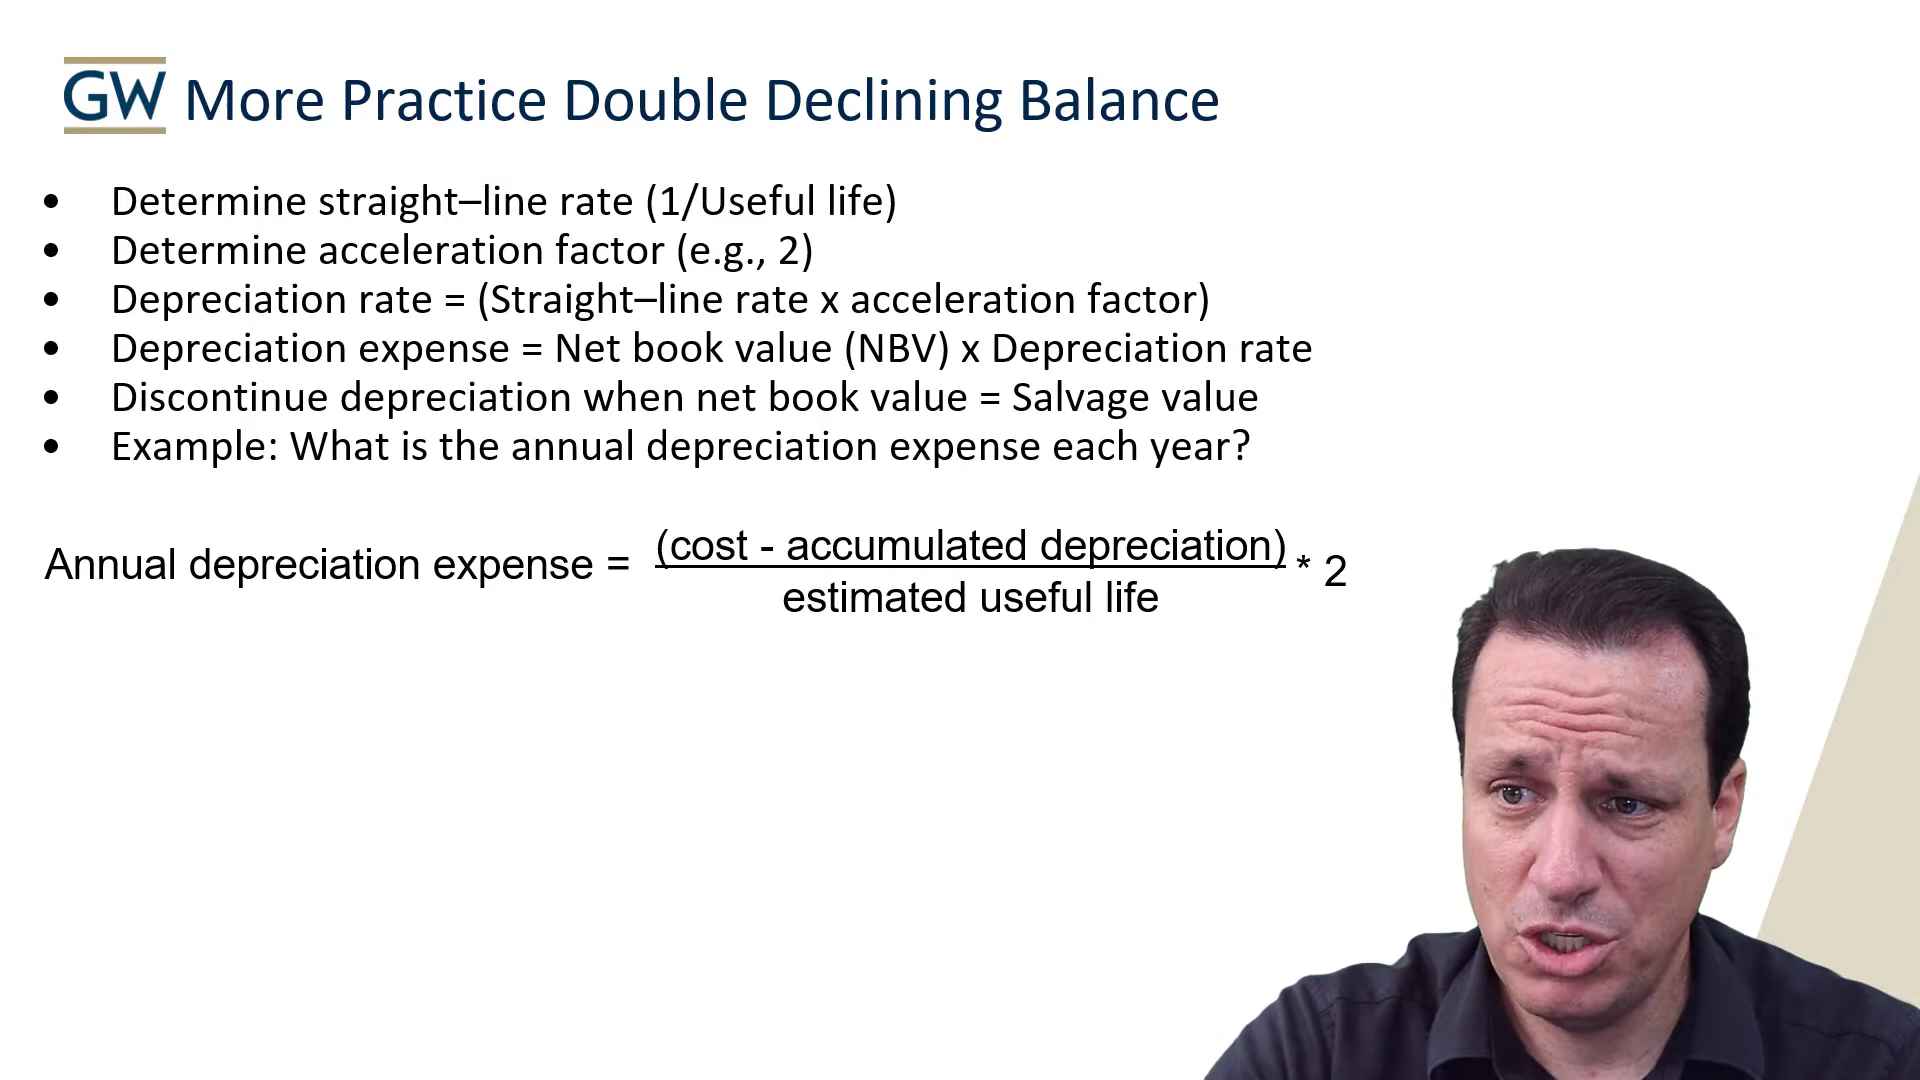 GW More Practice Double Declining Balance
• Determine straight–line rate (1/Useful life)
• Determine acceleration factor (e.g., 2)
• Depreciation rate = (Straight–line rate x acceleration factor)
• Depreciation expense = Net book value (NBV) x Depreciation rate
• Discontinue depreciation when net book value = Salvage value
• Example: What is the annual depreciation expense each year?
Annual depreciation expense = (cost - accumulated depreciation) * 2
estimated useful life